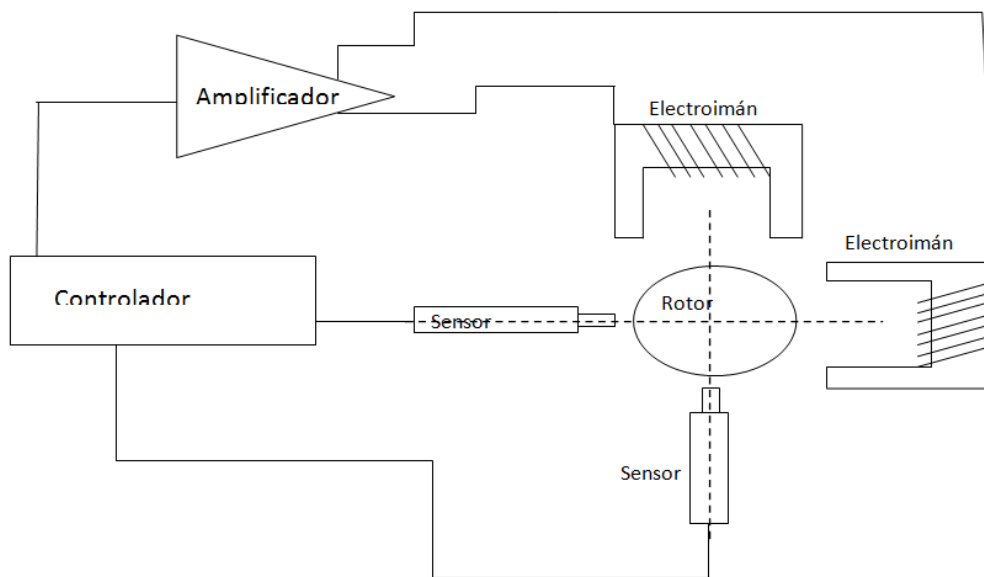 Amplificador
Electroimán
Electroimán
Controlador
Sensor
Rotor
Sensor